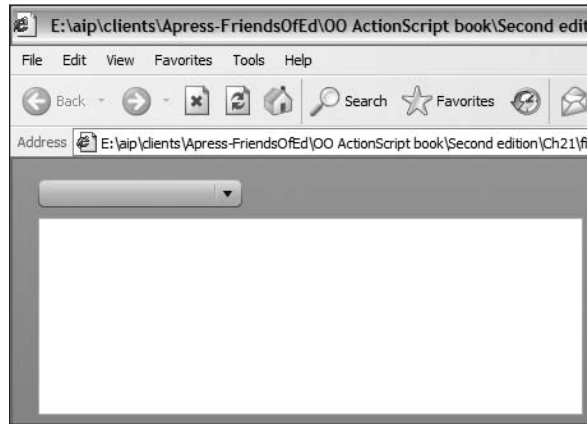 E:\aip\clients\Apress-FriendsOfEd\OO ActionScript book\Second edit
File Edit View Favorites Tools Help
Back Search Favorites
Address E:\aip\clients\Apress-FriendsOfEd\OO ActionScript book\Second edition\Ch21\fi